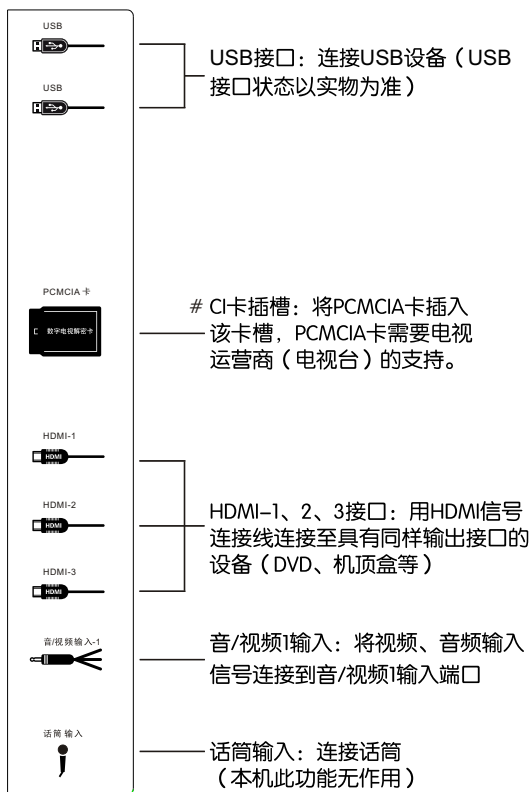 USB
USB接口：连接USB设备（USB
接口状态以实物为准）
USB
PCMCIA 卡
数字电视解密卡
# CI卡插槽：将PCMCIA卡插入
该卡槽，PCMCIA卡需要电视
运营商（电视台）的支持。
HDMI-1
HDMI
HDMI-2
HDMI
HDMI-1、2、3接口：用HDMI信号
连接线连接至具有同样输出接口的
设备（DVD、机顶盒等）
HDMI-3
HDMI
音/视频输入-1
音/视频1输入：将视频、音频输入
信号连接到音/视频1输入端口
话筒输入
话筒输入：连接话筒
（本机此功能无作用）